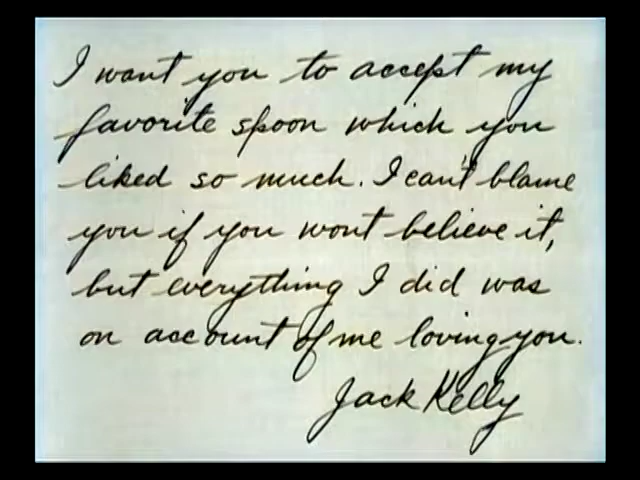 I want you to accept my
favorite spoon which you
liked so much. I can't blame
you if you wont believe it,
but everything I did was
on account of me loving you.
Jack Kelly